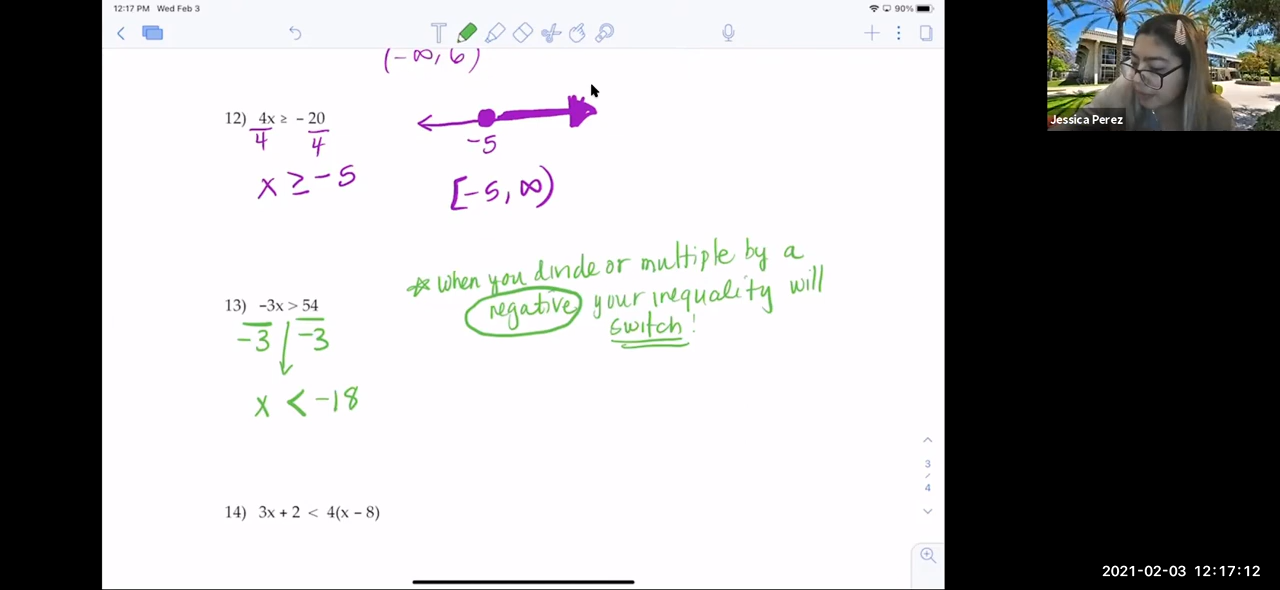 12:17 PM Wed Feb 3
90%
T
(-∞, 6)
12) 4x ≥ - 20
4 4
x ≥ -5
-5
[-5, ∞)
☆ when you divide or multiple by a
negative your inequality will
switch!
13) -3x > 54
-3 -3
x < -18
14) 3x + 2 < 4(x - 8)
3
/
4
Jessica Perez
2021-02-03 12:17:12